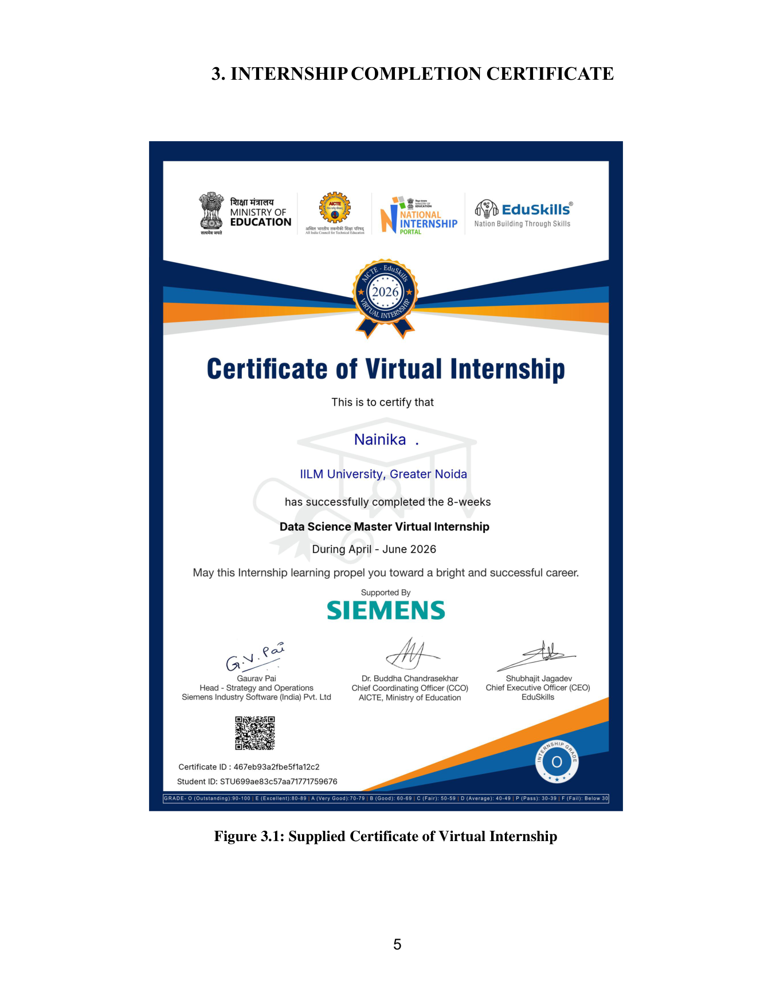 3. INTERNSHIP COMPLETION CERTIFICATE
शिक्षा मंत्रालय
MINISTRY OF
EDUCATION
सत्यमेव जयते
AICTE
अखिल भारतीय तकनीकी शिक्षा परिषद्
All India Council for Technical Education
शिक्षा मंत्रालय
MINISTRY OF
EDUCATION
NATIONAL
INTERNSHIP
PORTAL
EduSkills®
Nation Building Through Skills
AICTE - EduSkills
2026
VIRTUAL INTERNSHIP
Certificate of Virtual Internship
This is to certify that
Nainika .
IILM University, Greater Noida
has successfully completed the 8-weeks
Data Science Master Virtual Internship
During April - June 2026
May this Internship learning propel you toward a bright and successful career.
Supported By
SIEMENS
G.V. Pai
Gaurav Pai
Head - Strategy and Operations
Siemens Industry Software (India) Pvt. Ltd
Dr. Buddha Chandrasekhar
Chief Coordinating Officer (CCO)
AICTE, Ministry of Education
Shubhajit Jagadev
Chief Executive Officer (CEO)
EduSkills
Certificate ID : 467eb93a2fbe5f1a12c2
Student ID: STU699ae83c57aa71771759676
INTERNSHIP GRADE
O
GRADE- O (Outstanding):90-100 | E (Excellent):80-89 | A (Very Good):70-79 | B (Good): 60-69 | C (Fair): 50-59 | D (Average): 40-49 | P (Pass): 30-39 | F (Fail): Below 30
Figure 3.1: Supplied Certificate of Virtual Internship
5